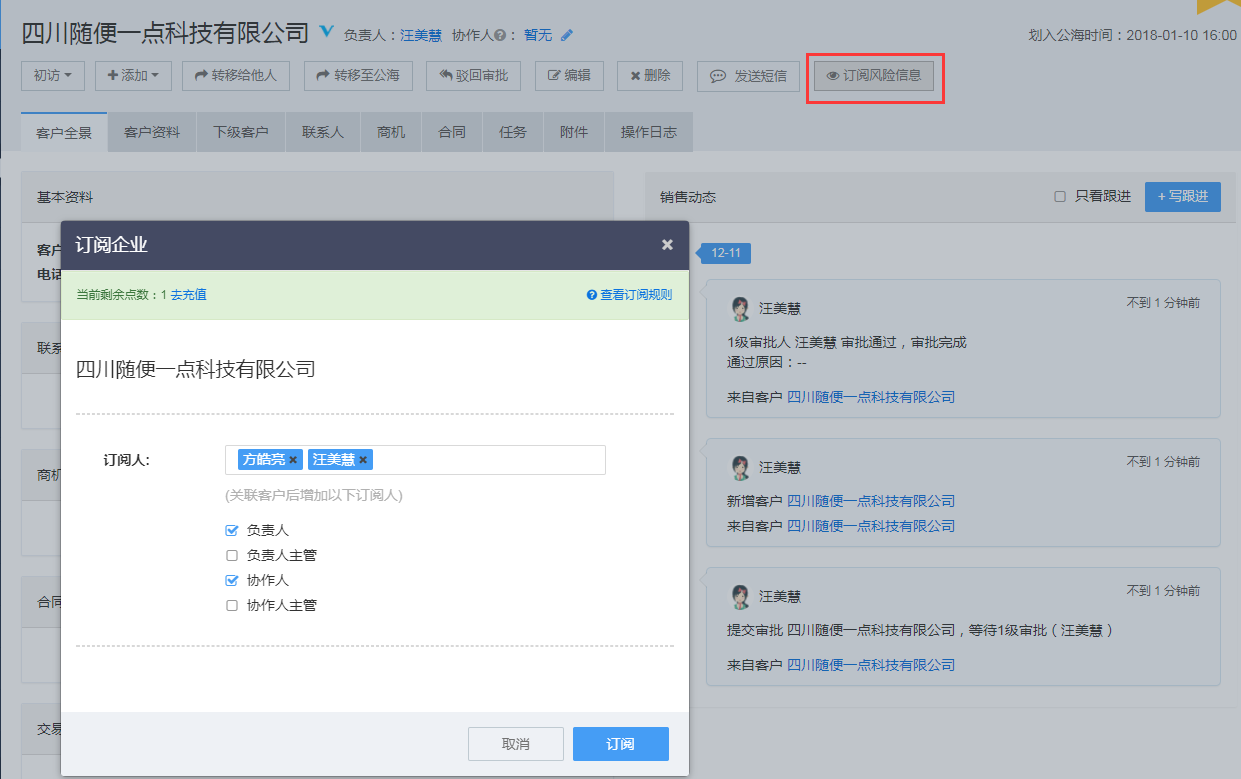 四川随便一点科技有限公司 负责人：汪美慧 协作人?： 暂无 划入公海时间：2018-01-10 16:00
初访 添加 转移给他人 转移至公海 驳回审批 编辑 删除 发送短信 订阅风险信息
客户全景 客户资料 下级客户 联系人 商机 合同 任务 附件 操作日志
基本资料
客户
电话
联系
商机
合同
交易
销售动态 只看跟进 +写跟进
12-11
汪美慧 不到 1 分钟前
1级审批人 汪美慧 审批通过，审批完成
通过原因：--
来自客户 四川随便一点科技有限公司
汪美慧 不到 1 分钟前
新增客户 四川随便一点科技有限公司
来自客户 四川随便一点科技有限公司
汪美慧 不到 1 分钟前
提交审批 四川随便一点科技有限公司，等待1级审批（汪美慧）
来自客户 四川随便一点科技有限公司
订阅企业 ×
当前剩余点数：1 去充值 ?查看订阅规则
四川随便一点科技有限公司
订阅人: 方皓亮× 汪美慧×
(关联客户后增加以下订阅人)
负责人
负责人主管
协作人
协作人主管
取消 订阅